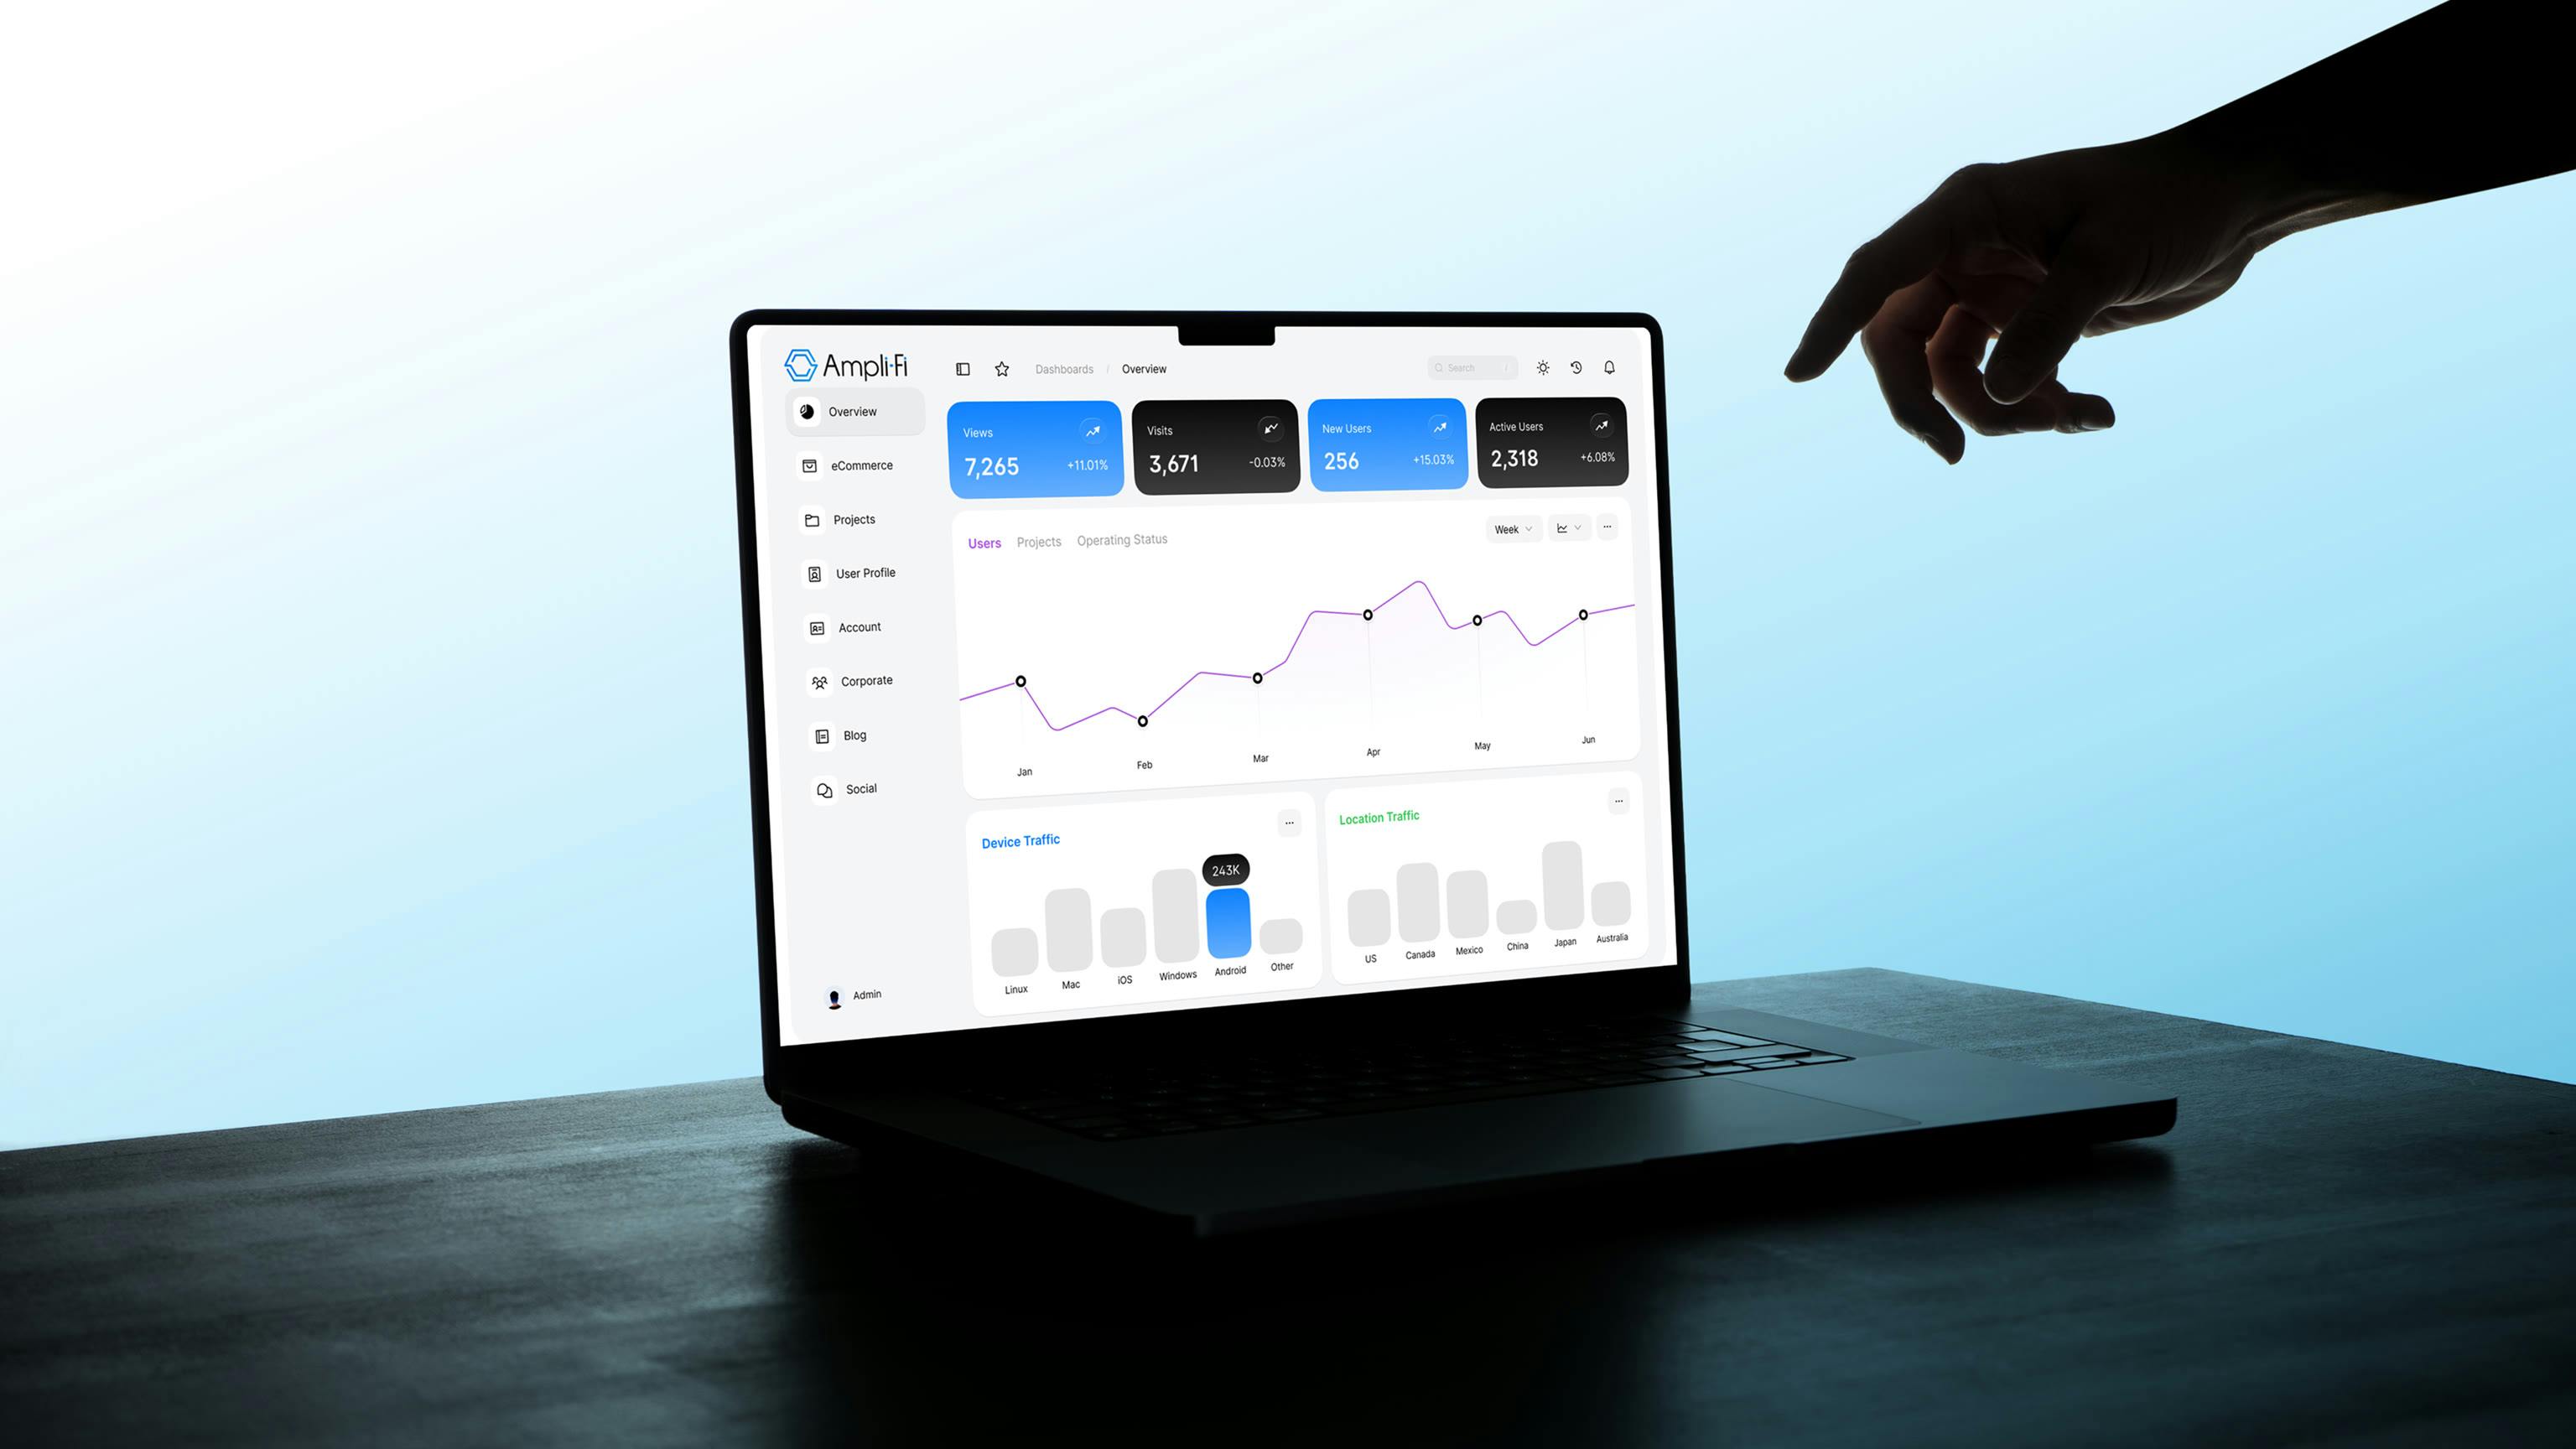 Ampli·Fi
Dashboards / Overview
Search /
Overview
eCommerce
Projects
User Profile
Account
Corporate
Blog
Social
Admin
Views
7,265 +11.01%
Visits
3,671 -0.03%
New Users
256 +15.03%
Active Users
2,318 +6.08%
Users Projects Operating Status
Week
Jan Feb Mar Apr May Jun
Device Traffic
243K
Linux Mac iOS Windows Android Other
Location Traffic
US Canada Mexico China Japan Australia